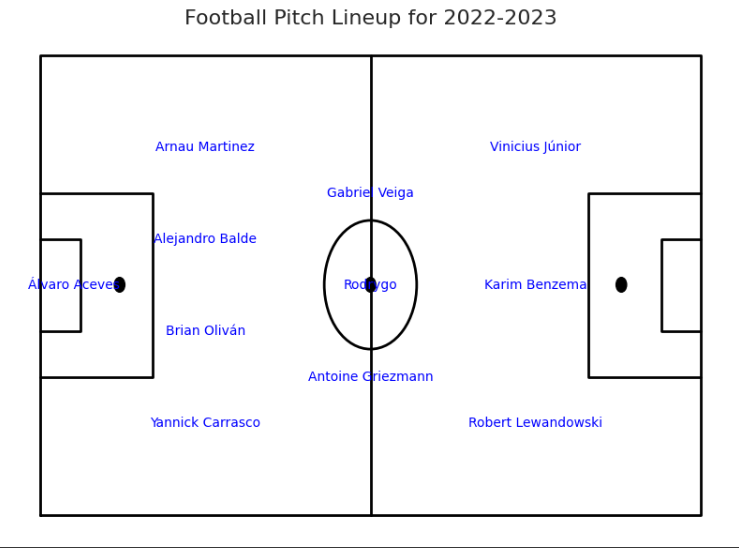 Football Pitch Lineup for 2022-2023
Arnau Martinez
Vinicius Júnior
Gabriel Veiga
Alejandro Balde
Álvaro Aceves
Rodrygo
Karim Benzema
Brian Oliván
Antoine Griezmann
Yannick Carrasco
Robert Lewandowski